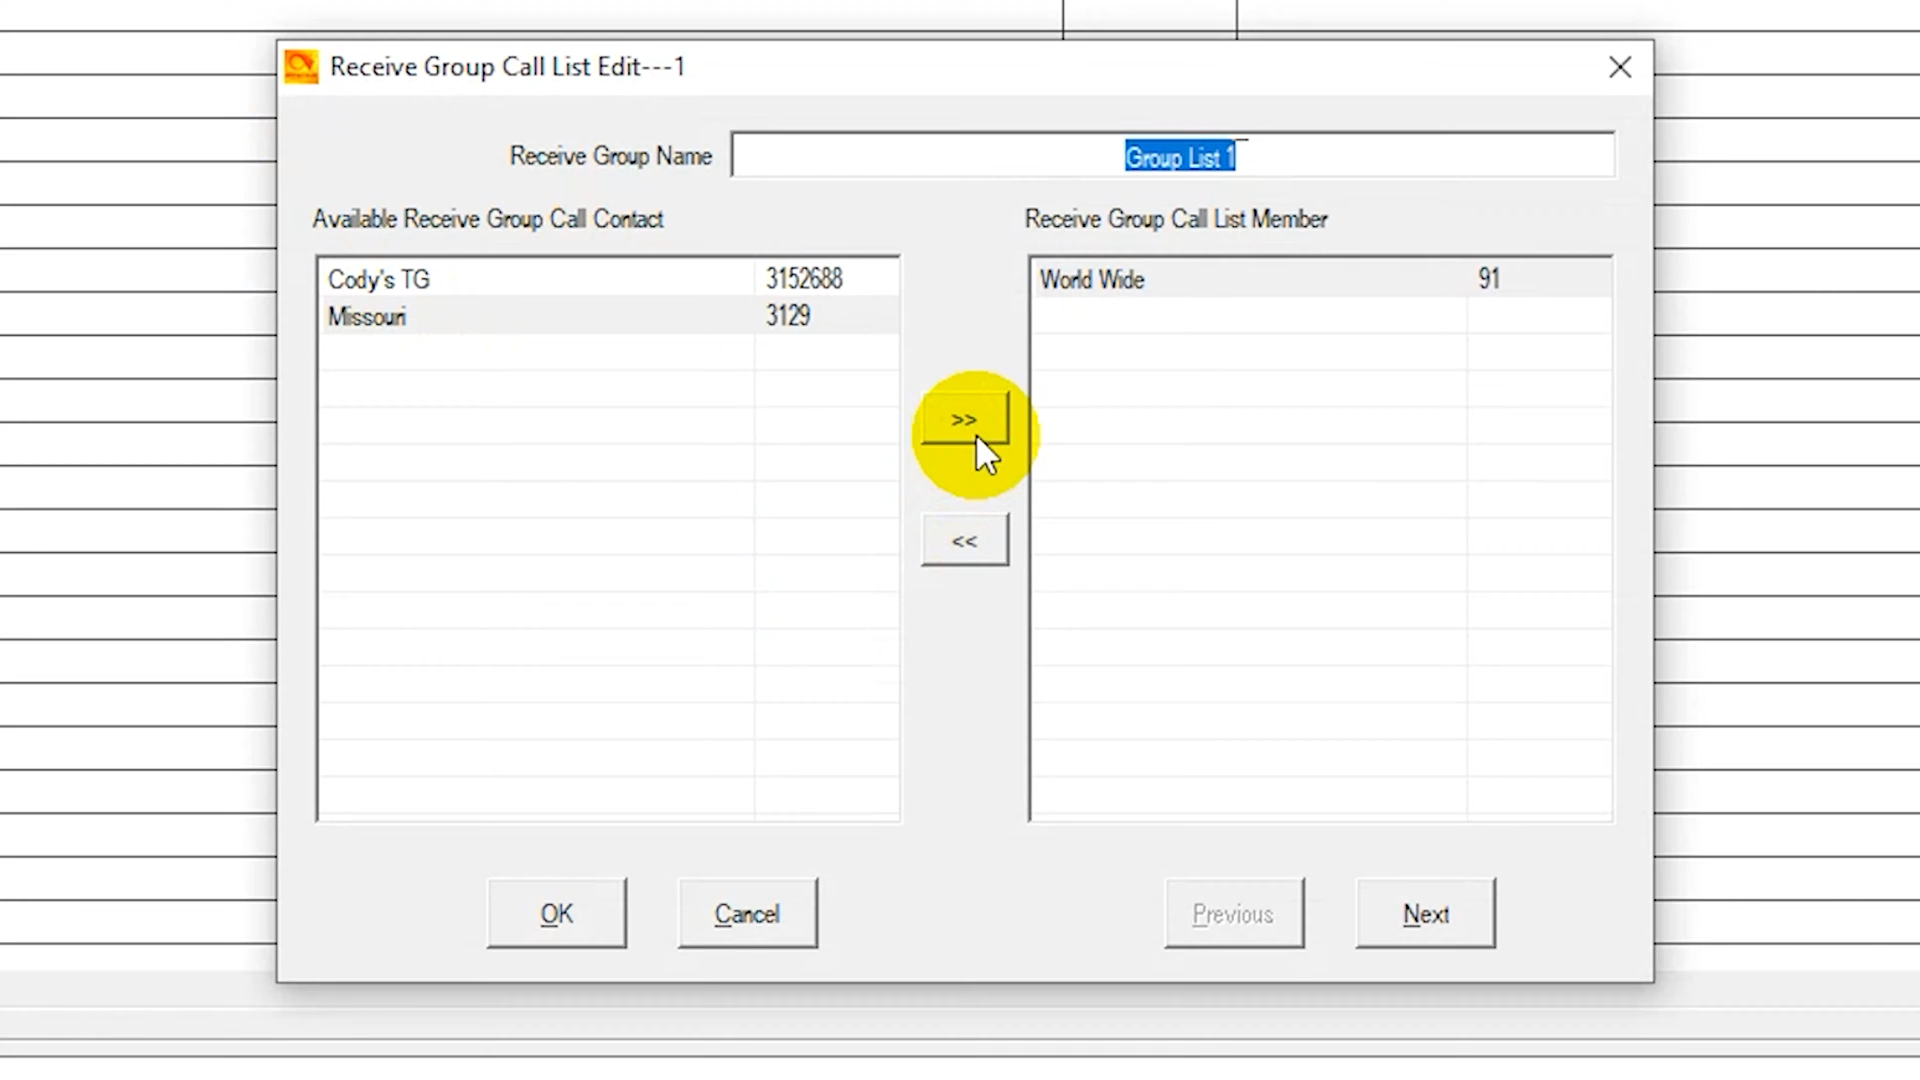 Receive Group Call List Edit---1
Receive Group Name Group List 1
Available Receive Group Call Contact Receive Group Call List Member
Cody's TG 3152688 World Wide 91
Missouri 3129
>>
<<
OK Cancel Previous Next